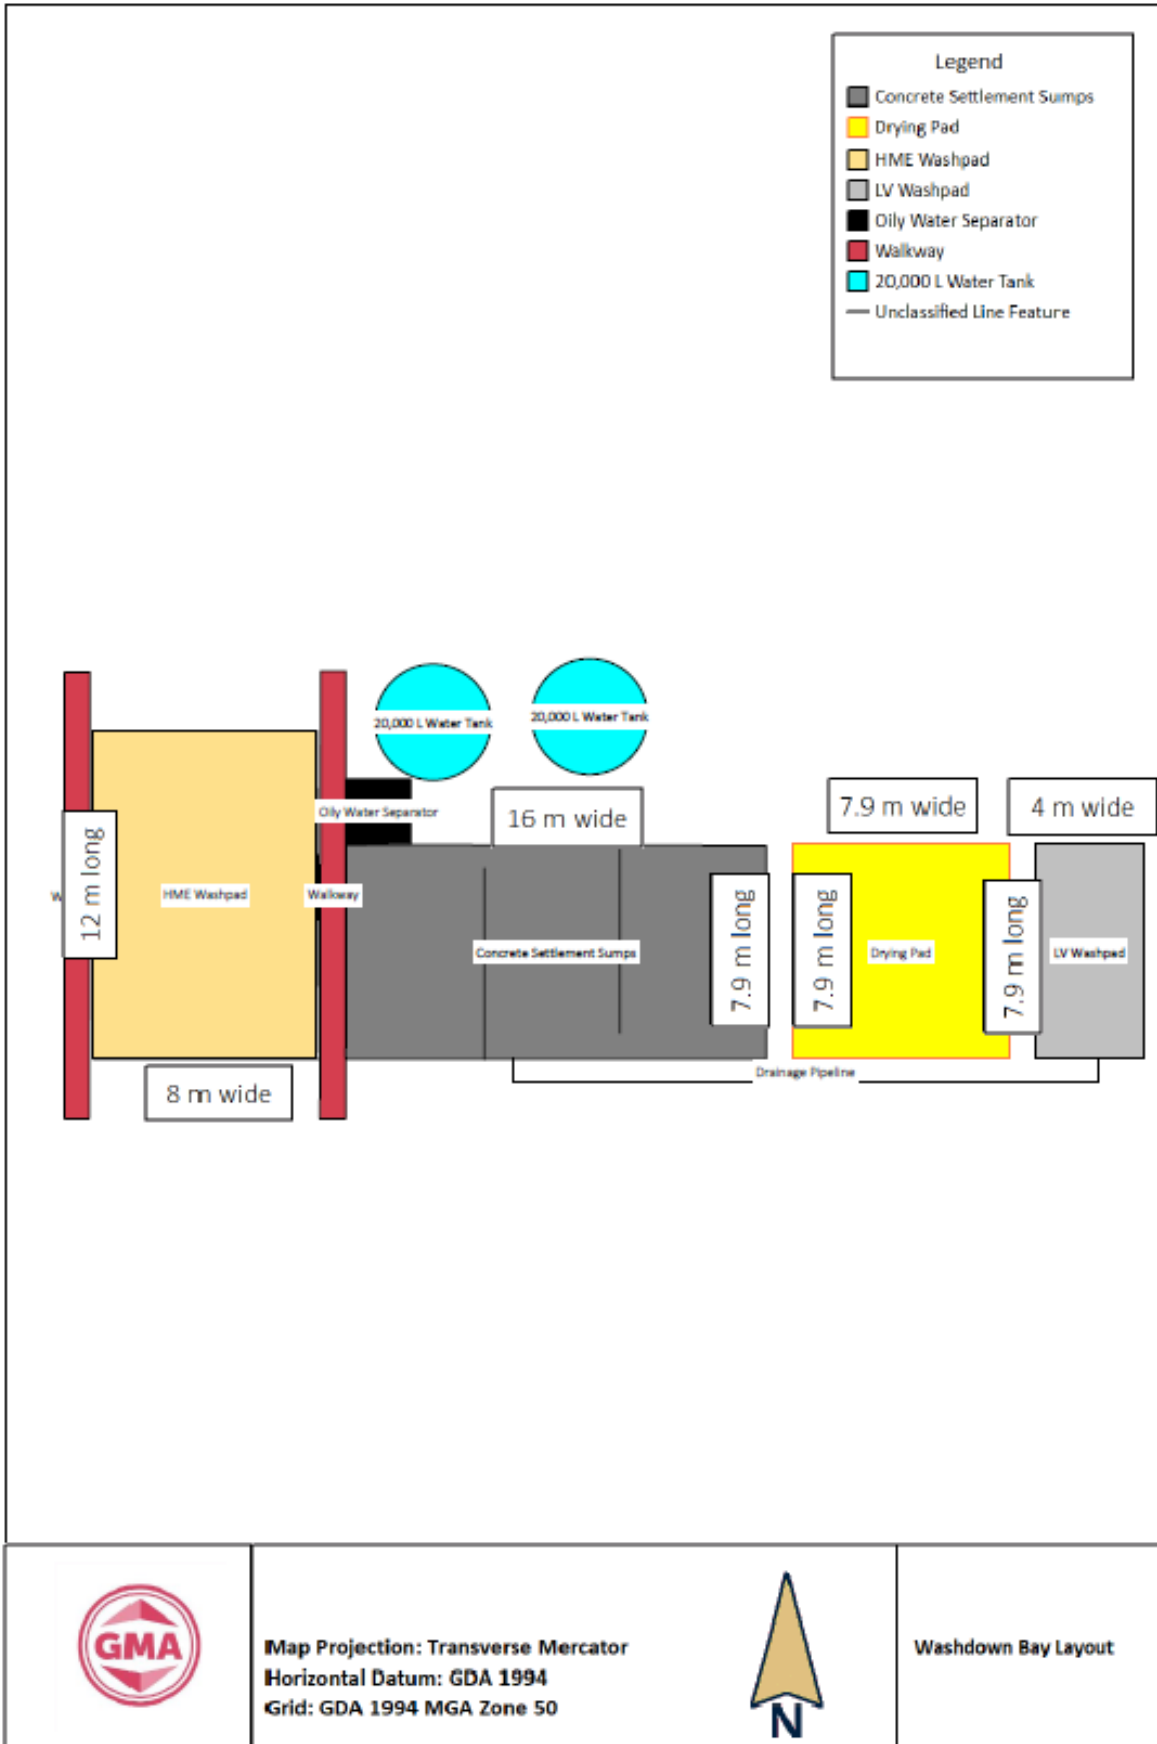 Legend
Concrete Settlement Sumps
Drying Pad
HME Washpad
LV Washpad
Oily Water Separator
Walkway
20,000 L Water Tank
Unclassified Line Feature
20,000 L Water Tank
20,000 L Water Tank
Oily Water Separator
16 m wide
7.9 m wide
4 m wide
12 m long
HME Washpad
Walkway
Concrete Settlement Sumps
7.9 m long
7.9 m long
Drying Pad
7.9 m long
LV Washpad
Drainage Pipeline
8 m wide
GMA
Map Projection: Transverse Mercator
Horizontal Datum: GDA 1994
Grid: GDA 1994 MGA Zone 50
N
Washdown Bay Layout